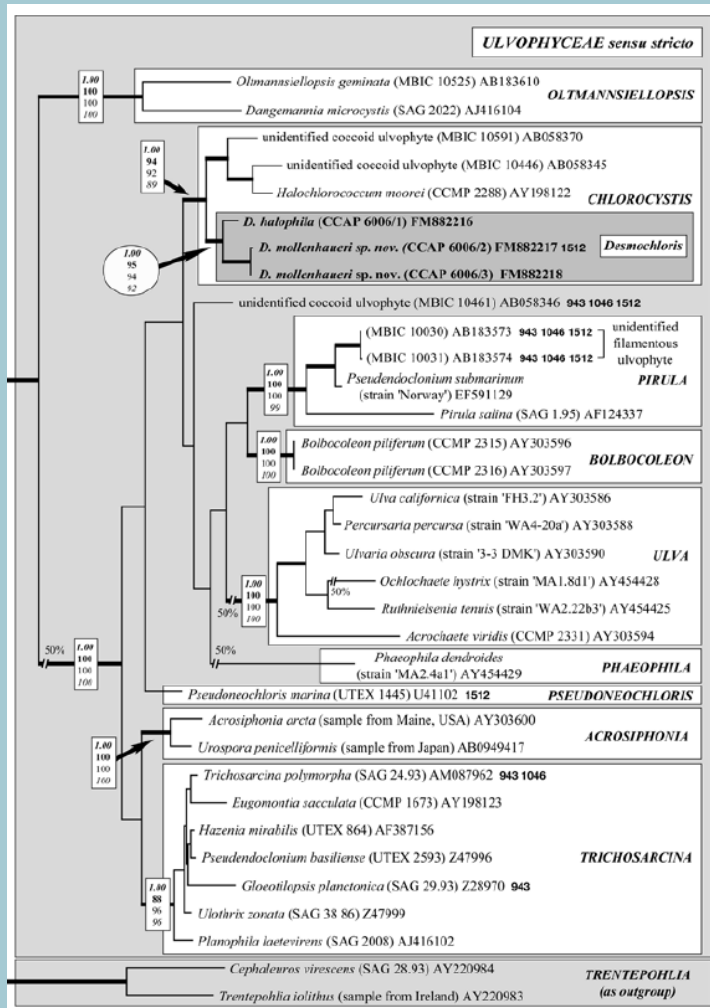 ULVOPHYCEAE sensu stricto
1.00
100
100
100
Oltmannsiellopsis geminata (MBIC 10525) AB183610
Dangemannia microcystis (SAG 2022) AJ416104
OLTMANNSIELLOPSIS
1.00
94
92
89
unidentified coccoid ulvophyte (MBIC 10591) AB058370
unidentified coccoid ulvophyte (MBIC 10446) AB058345
Halochlorococcum moorei (CCMP 2288) AY198122
CHLOROCYSTIS
1.00
95
94
92
D. halophila (CCAP 6006/1) FM882216
D. mollenhaueri sp. nov. (CCAP 6006/2) FM882217 1512
D. mollenhaueri sp. nov. (CCAP 6006/3) FM882218
Desmochloris
unidentified coccoid ulvophyte (MBIC 10461) AB058346 943 1046 1512
(MBIC 10030) AB183573 943 1046 1512
(MBIC 10031) AB183574 943 1046 1512
unidentified
filamentous
ulvophyte
1.00
100
100
99
Pseudendoclonium submarinum
(strain 'Norway') EF591129
Pirula salina (SAG 1.95) AF124337
PIRULA
1.00
100
100
100
Bolbocoleon piliferum (CCMP 2315) AY303596
Bolbocoleon piliferum (CCMP 2316) AY303597
BOLBOCOLEON
50%
50%
1.00
100
100
100
Ulva californica (strain 'FH3.2') AY303586
Percursaria percursa (strain 'WA4-20a') AY303588
Ulvaria obscura (strain '3-3 DMK') AY303590
ULVA
Ochlochaete hystrix (strain 'MA1.8d1') AY454428
50%
Ruthnieisenia tenuis (strain 'WA2.22b3') AY454425
Acrochaete viridis (CCMP 2331) AY303594
50%
1.00
100
100
100
50%
Phaeophila dendroides
(strain 'MA2.4a1') AY454429
PHAEOPHILA
Pseudoneochloris marina (UTEX 1445) U41102 1512
PSEUDONEOCHLORIS
1.00
100
100
100
Acrosiphonia arcta (sample from Maine, USA) AY303600
Urospora penicelliformis (sample from Japan) AB0949417
ACROSIPHONIA
1.00
88
96
96
Trichosarcina polymorpha (SAG 24.93) AM087962 943 1046
Eugomontia sacculata (CCMP 1673) AY198123
Hazenia mirabilis (UTEX 864) AF387156
Pseudendoclonium basiliense (UTEX 2593) Z47996
TRICHOSARCINA
Gloeotilopsis planctonica (SAG 29.93) Z28970 943
Ulothrix zonata (SAG 38 86) Z47999
Planophila laetevirens (SAG 2008) AJ416102
Cephaleuros virescens (SAG 28.93) AY220984
Trentepohlia iolithus (sample from Ireland) AY220983
TRENTEPOHLIA
(as outgroup)